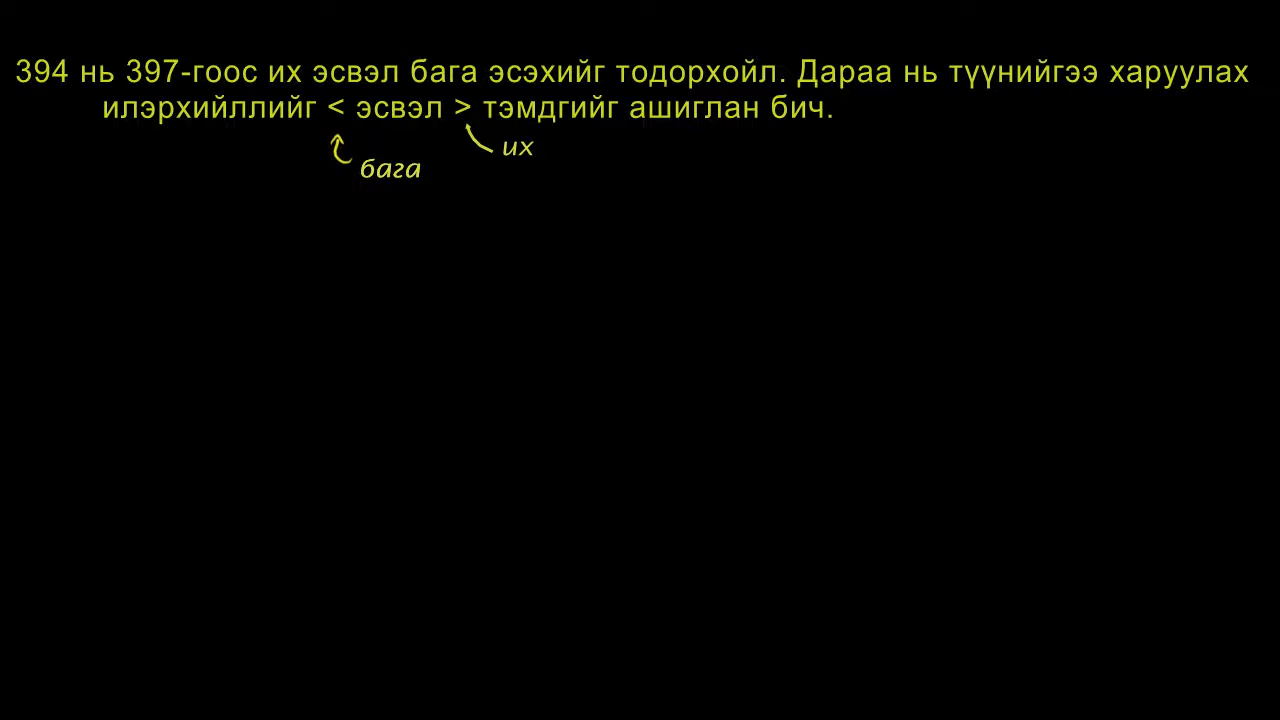 394 нь 397-гоос их эсвэл бага эсэхийг тодорхойл. Дараа нь түүнийгээ харуулах
илэрхийллийг < эсвэл > тэмдгийг ашиглан бич.
их
бага